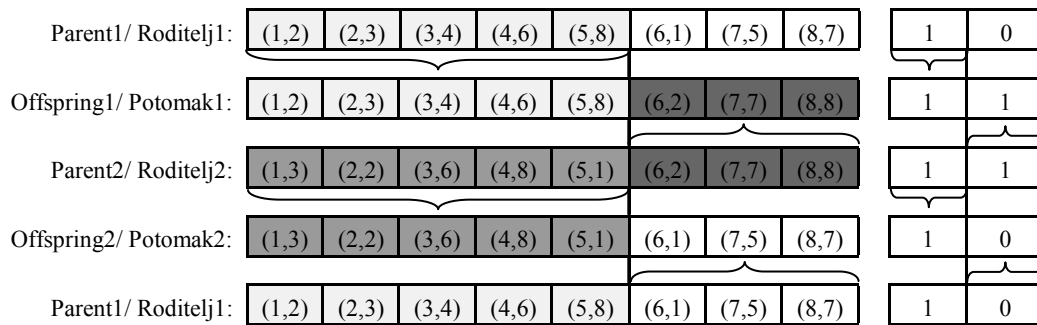 Parent1/ Roditelj1: (1,2) (2,3) (3,4) (4,6) (5,8) (6,1) (7,5) (8,7) 1 0
Offspring1/ Potomak1: (1,2) (2,3) (3,4) (4,6) (5,8) (6,2) (7,7) (8,8) 1 1
Parent2/ Roditelj2: (1,3) (2,2) (3,6) (4,8) (5,1) (6,2) (7,7) (8,8) 1 1
Offspring2/ Potomak2: (1,3) (2,2) (3,6) (4,8) (5,1) (6,1) (7,5) (8,7) 1 0
Parent1/ Roditelj1: (1,2) (2,3) (3,4) (4,6) (5,8) (6,1) (7,5) (8,7) 1 0